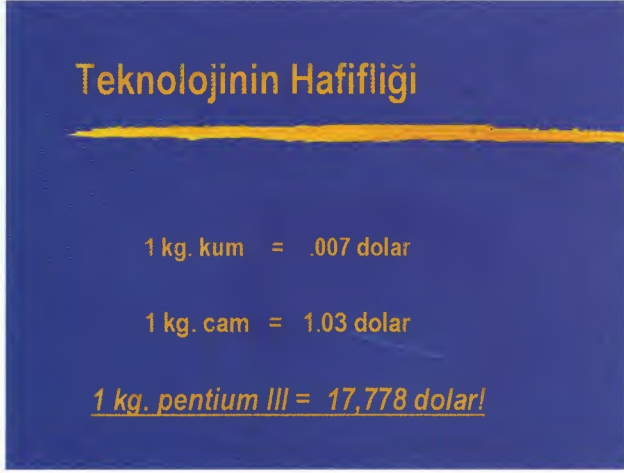 Teknolojinin Hafifliği
1 kg. kum = .007 dolar
1 kg. cam = 1.03 dolar
1 kg. pentium III = 17,778 dolar!